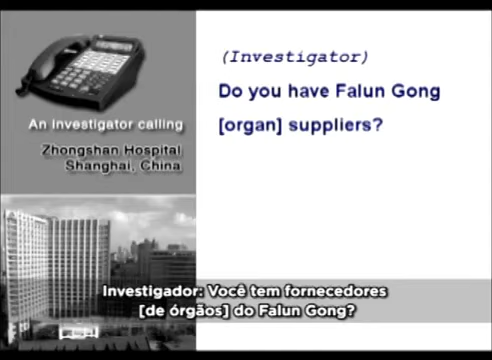 (Investigator)
Do you have Falun Gong
[organ] suppliers?
An investigator calling
Zhongshan Hospital
Shanghai, China
Investigador: Você tem fornecedores
[de órgãos] do Falun Gong?